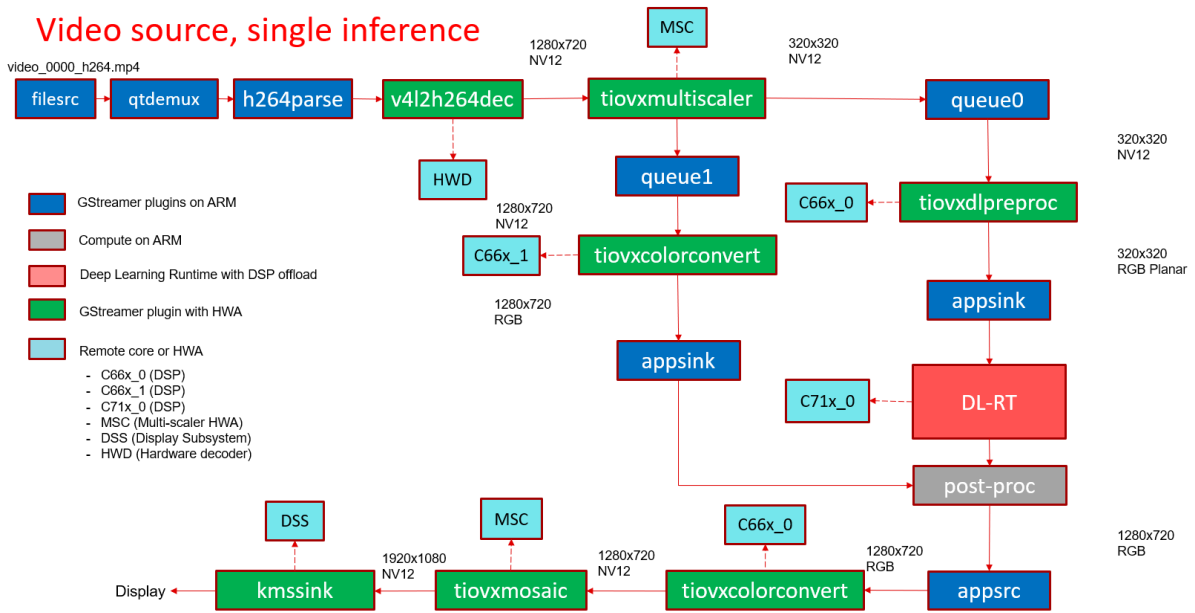 Video source, single inference
video_0000_h264.mp4
filesrc
qtdemux
h264parse
v4l2h264dec
1280x720
NV12
MSC
tiovxmultiscaler
320x320
NV12
queue0
HWD
queue1
320x320
NV12
C66x_0
tiovxdlpreproc
1280x720
NV12
C66x_1
tiovxcolorconvert
320x320
RGB Planar
1280x720
RGB
appsink
appsink
GStreamer plugins on ARM
Compute on ARM
Deep Learning Runtime with DSP offload
GStreamer plugin with HWA
Remote core or HWA
- C66x_0 (DSP)
- C66x_1 (DSP)
- C71x_0 (DSP)
- MSC (Multi-scaler HWA)
- DSS (Display Subsystem)
- HWD (Hardware decoder)
C71x_0
DL-RT
post-proc
1280x720
RGB
appsrc
1280x720
RGB
C66x_0
tiovxcolorconvert
1280x720
NV12
MSC
tiovxmosaic
1920x1080
NV12
DSS
kmssink
Display